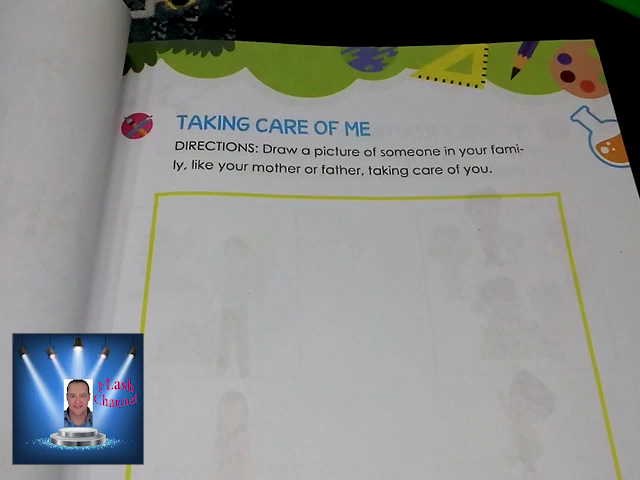 TAKING CARE OF ME
DIRECTIONS: Draw a picture of someone in your fami-
ly, like your mother or father, taking care of you.
Lash
Channel